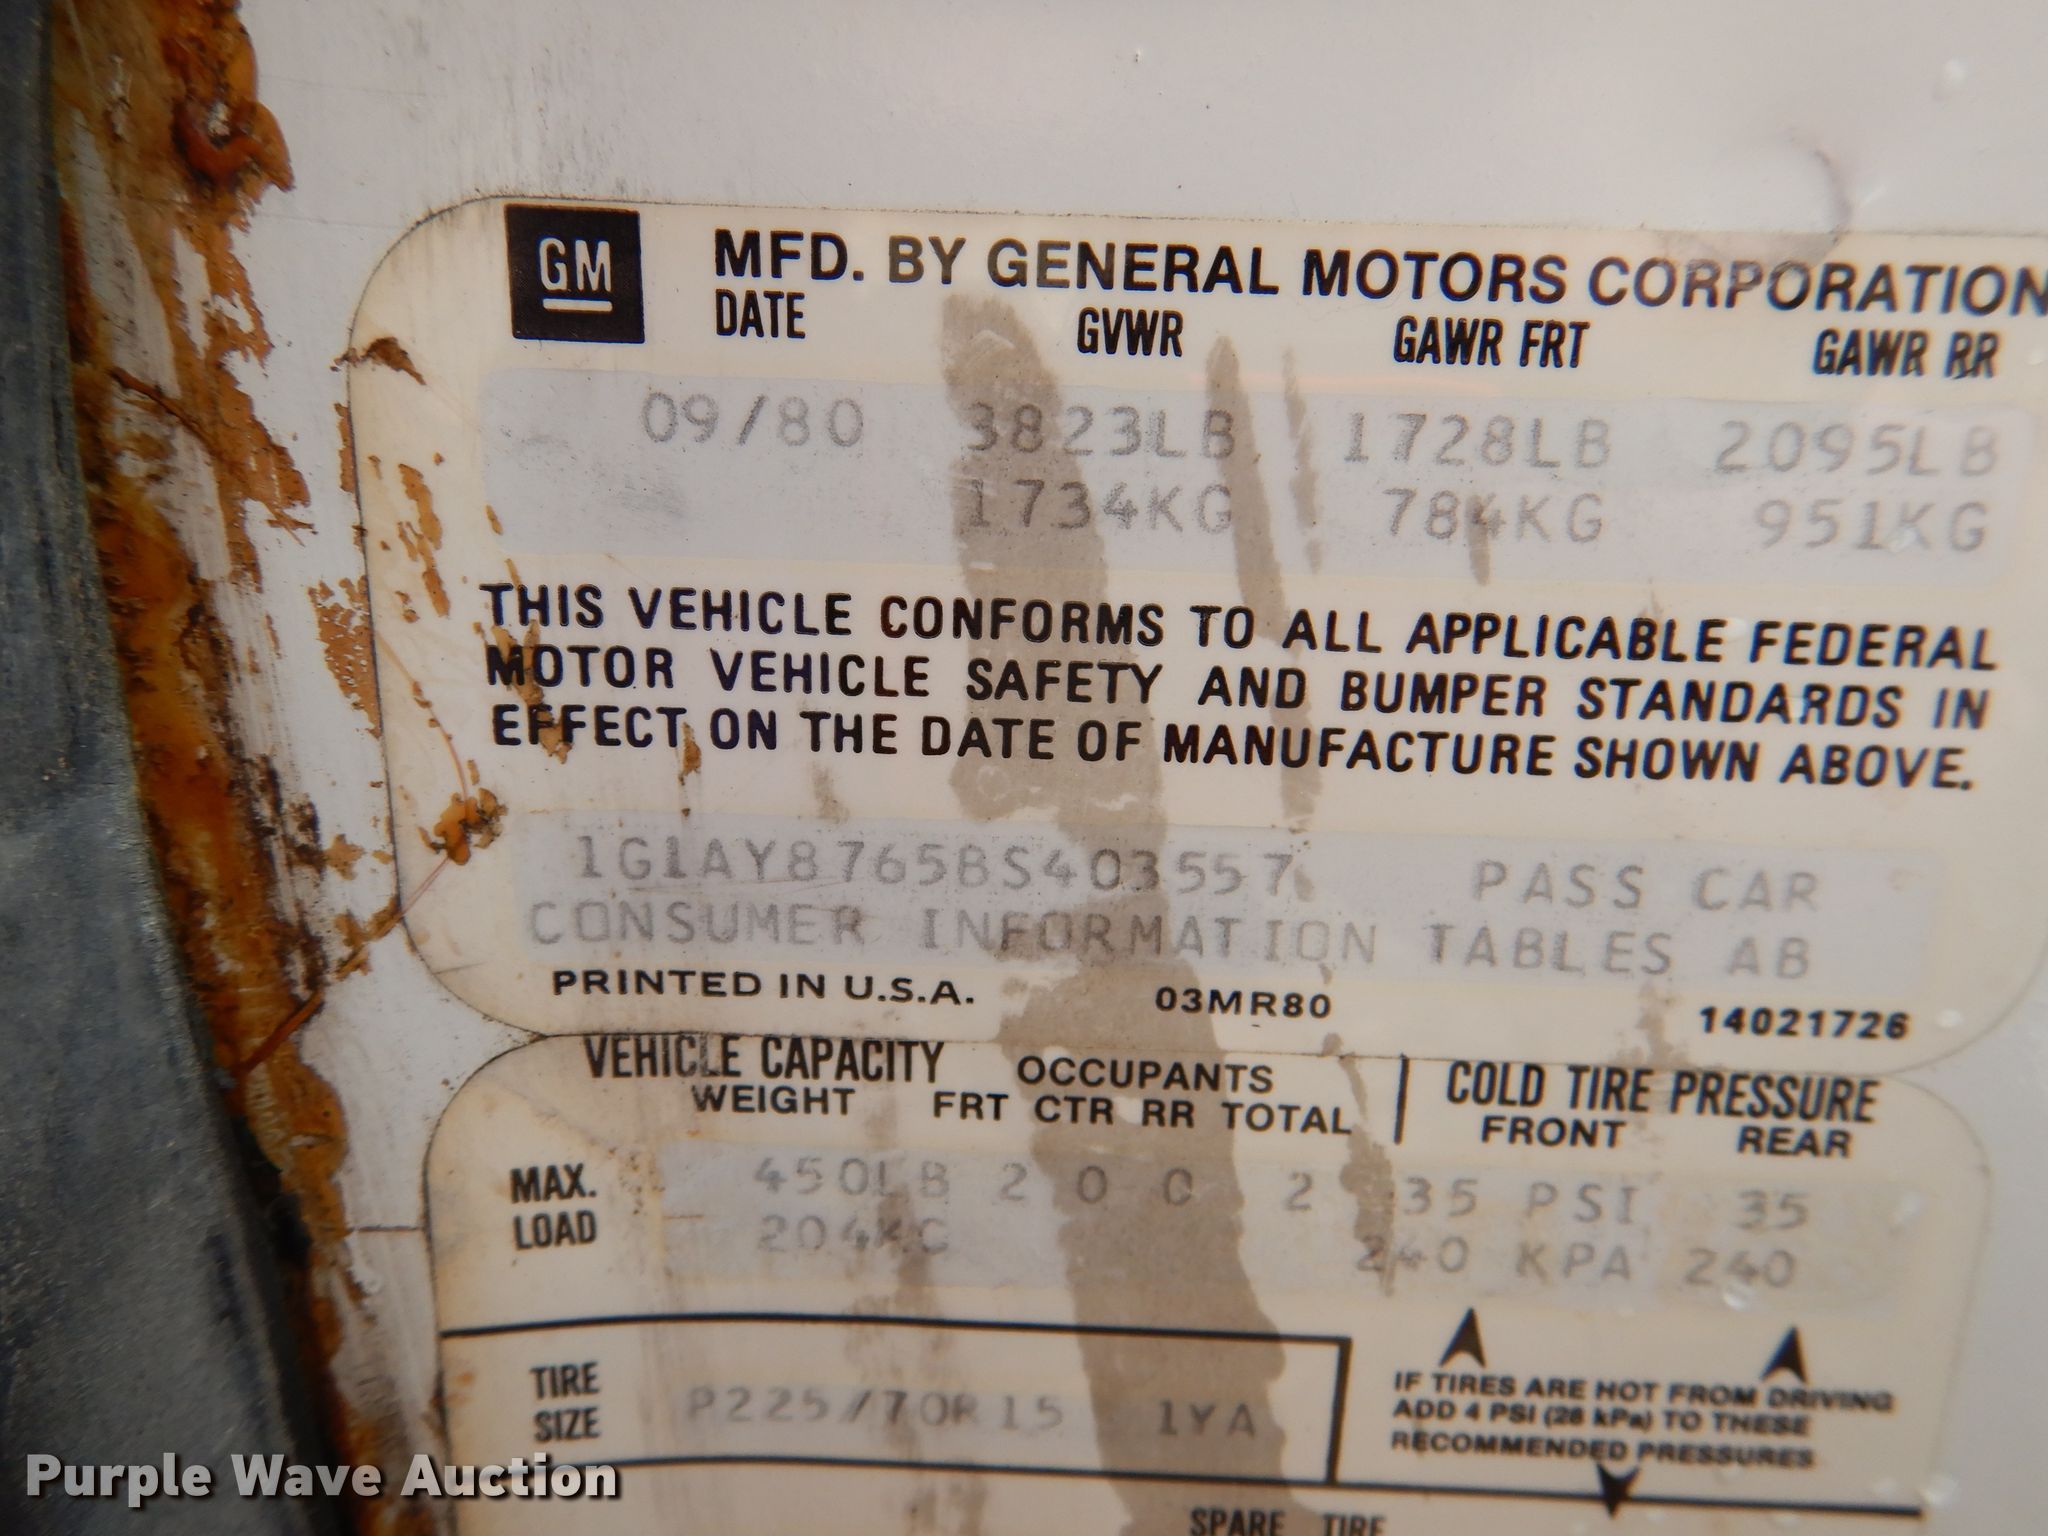 GM
MFD. BY GENERAL MOTORS CORPORATION
DATE GVWR GAWR FRT GAWR RR
09/80 3823LB 1728LB 2095LB
1734KG 784KG 951KG
THIS VEHICLE CONFORMS TO ALL APPLICABLE FEDERAL
MOTOR VEHICLE SAFETY AND BUMPER STANDARDS IN
EFFECT ON THE DATE OF MANUFACTURE SHOWN ABOVE.
1G1AY8765BS403557 PASS CAR
CONSUMER INFORMATION TABLES AB
PRINTED IN U.S.A. 03MR80 14021726
VEHICLE CAPACITY OCCUPANTS COLD TIRE PRESSURE
WEIGHT FRT CTR RR TOTAL FRONT REAR
MAX. LOAD 450LB 2 0 0 2 35 PSI 35
204KG 240 KPA 240
TIRE SIZE P225/70R15 1YA
IF TIRES ARE HOT FROM DRIVING
ADD 4 PSI (28 kPa) TO THESE
RECOMMENDED PRESSURES
SPARE TIRE
Purple Wave Auction